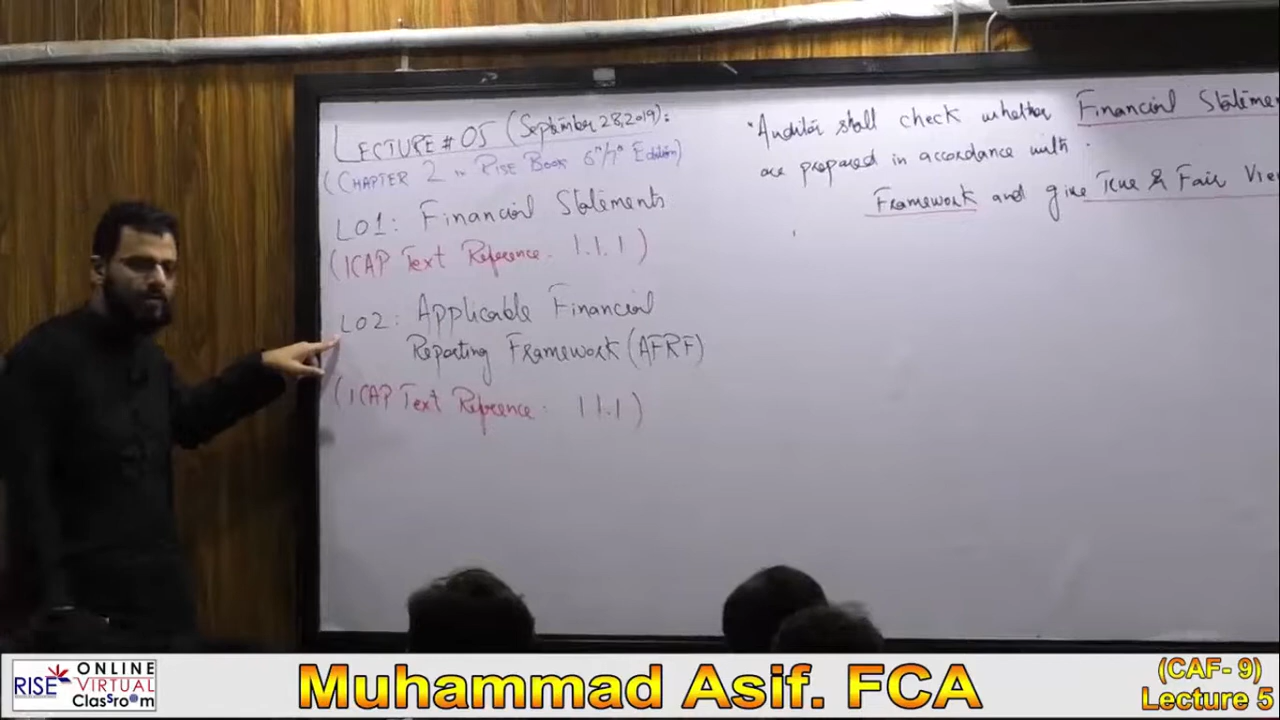 LECTURE # 05 (September 28, 2019):
(CHAPTER 2 in RISE BOOK 6th/7th Edition)
LO1: Financial Statements
(ICAP Text Reference. 1.1.1)
LO2: Applicable Financial
Reporting Framework (AFRF)
(ICAP Text Reference. 1.1.1)
Auditor shall check whether Financial Stateme
are prepared in accordance with
Framework and give True & Fair Vie
RISE ONLINE
VIRTUAL
ClasSroom
Muhammad Asif. FCA
(CAF- 9)
Lecture 5